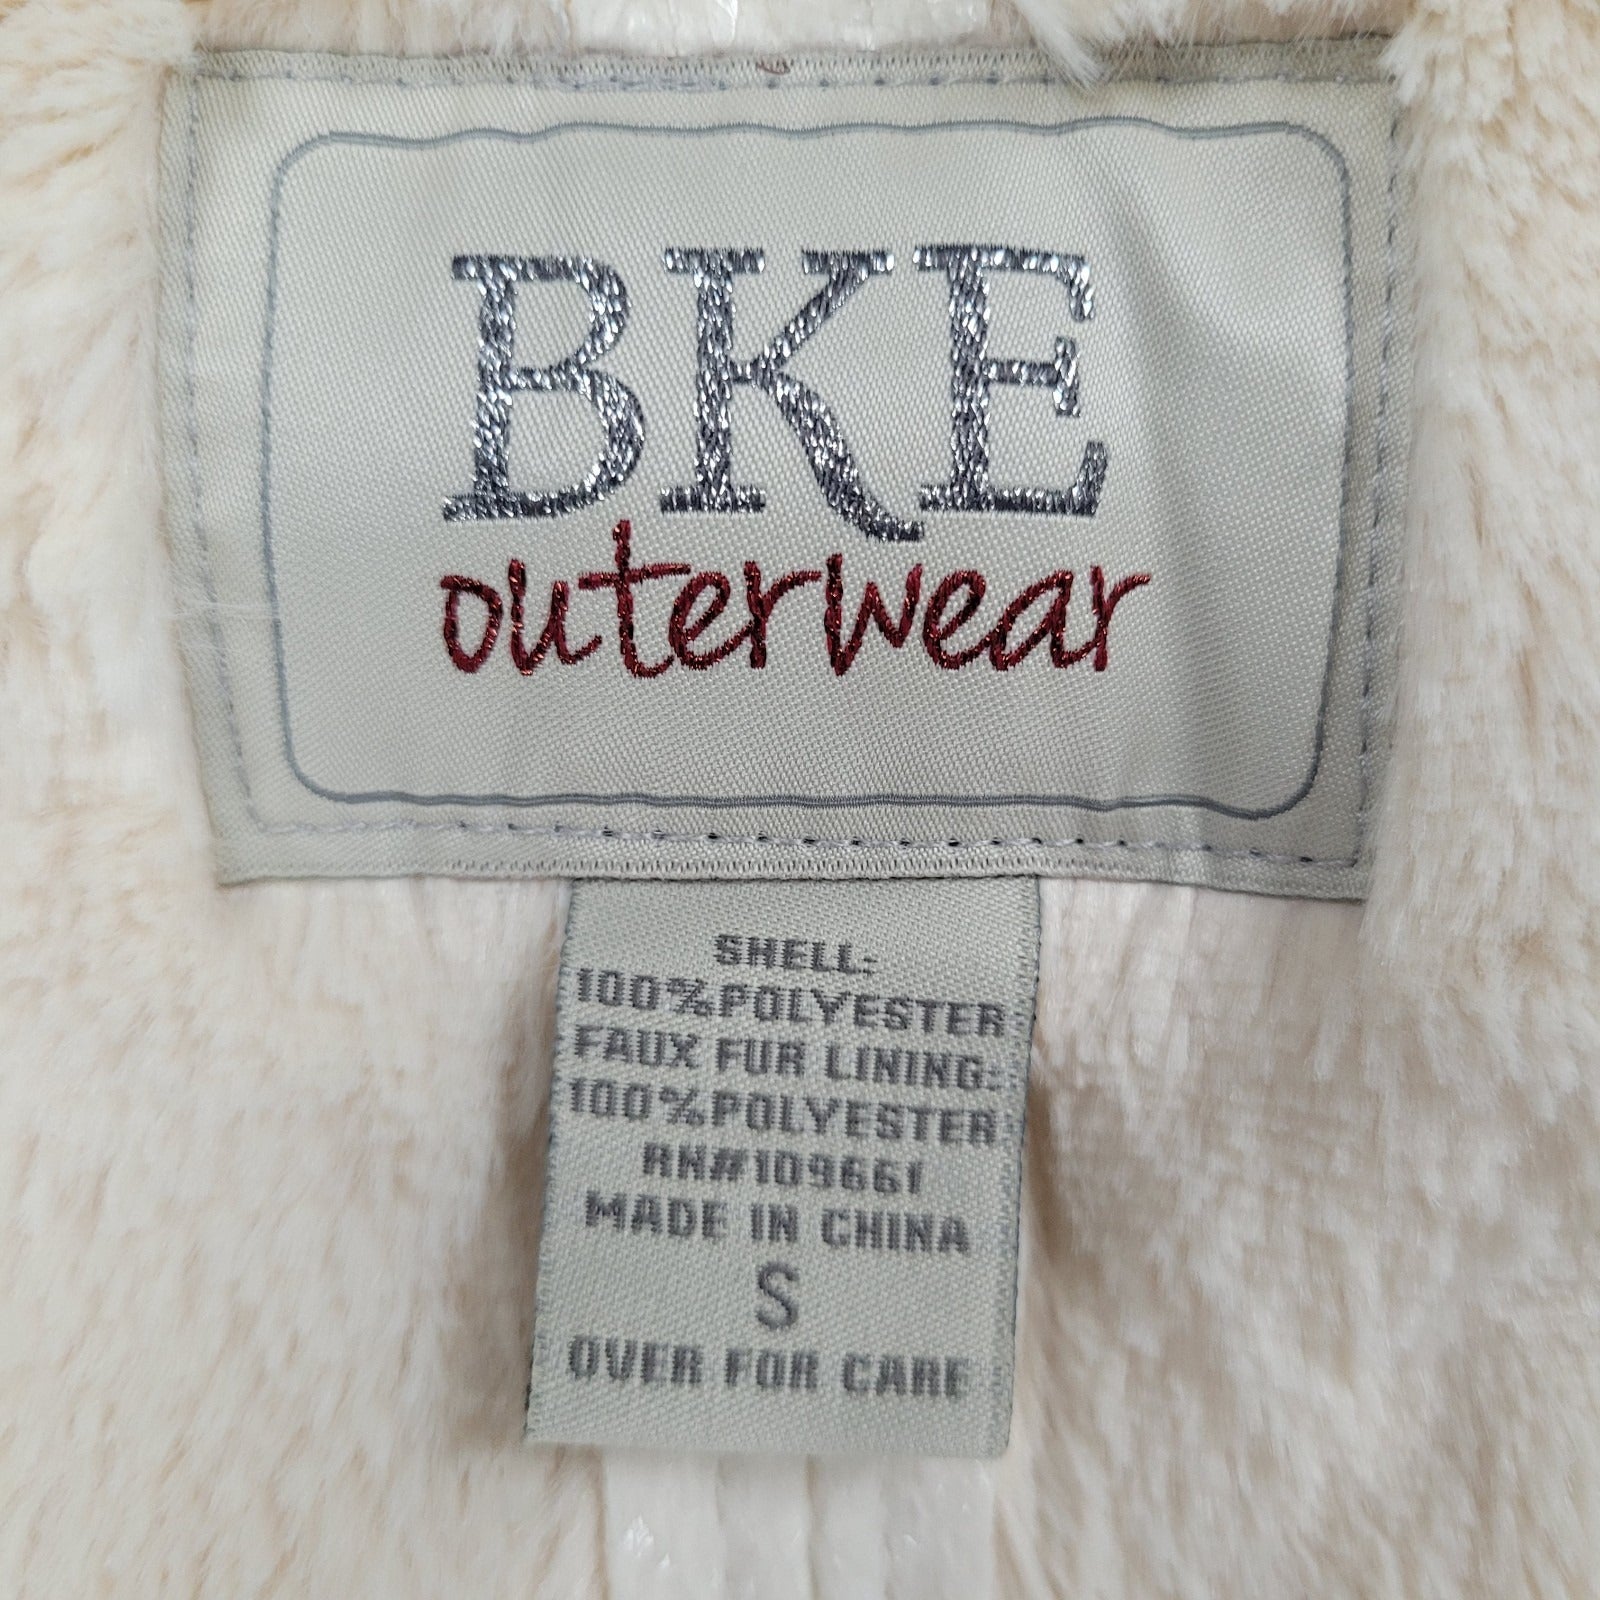 BKE
outerwear
SHELL:
100%POLYESTER
FAUX FUR LINING:
100%POLYESTER
RN#109661
MADE IN CHINA
S
OVER FOR CARE